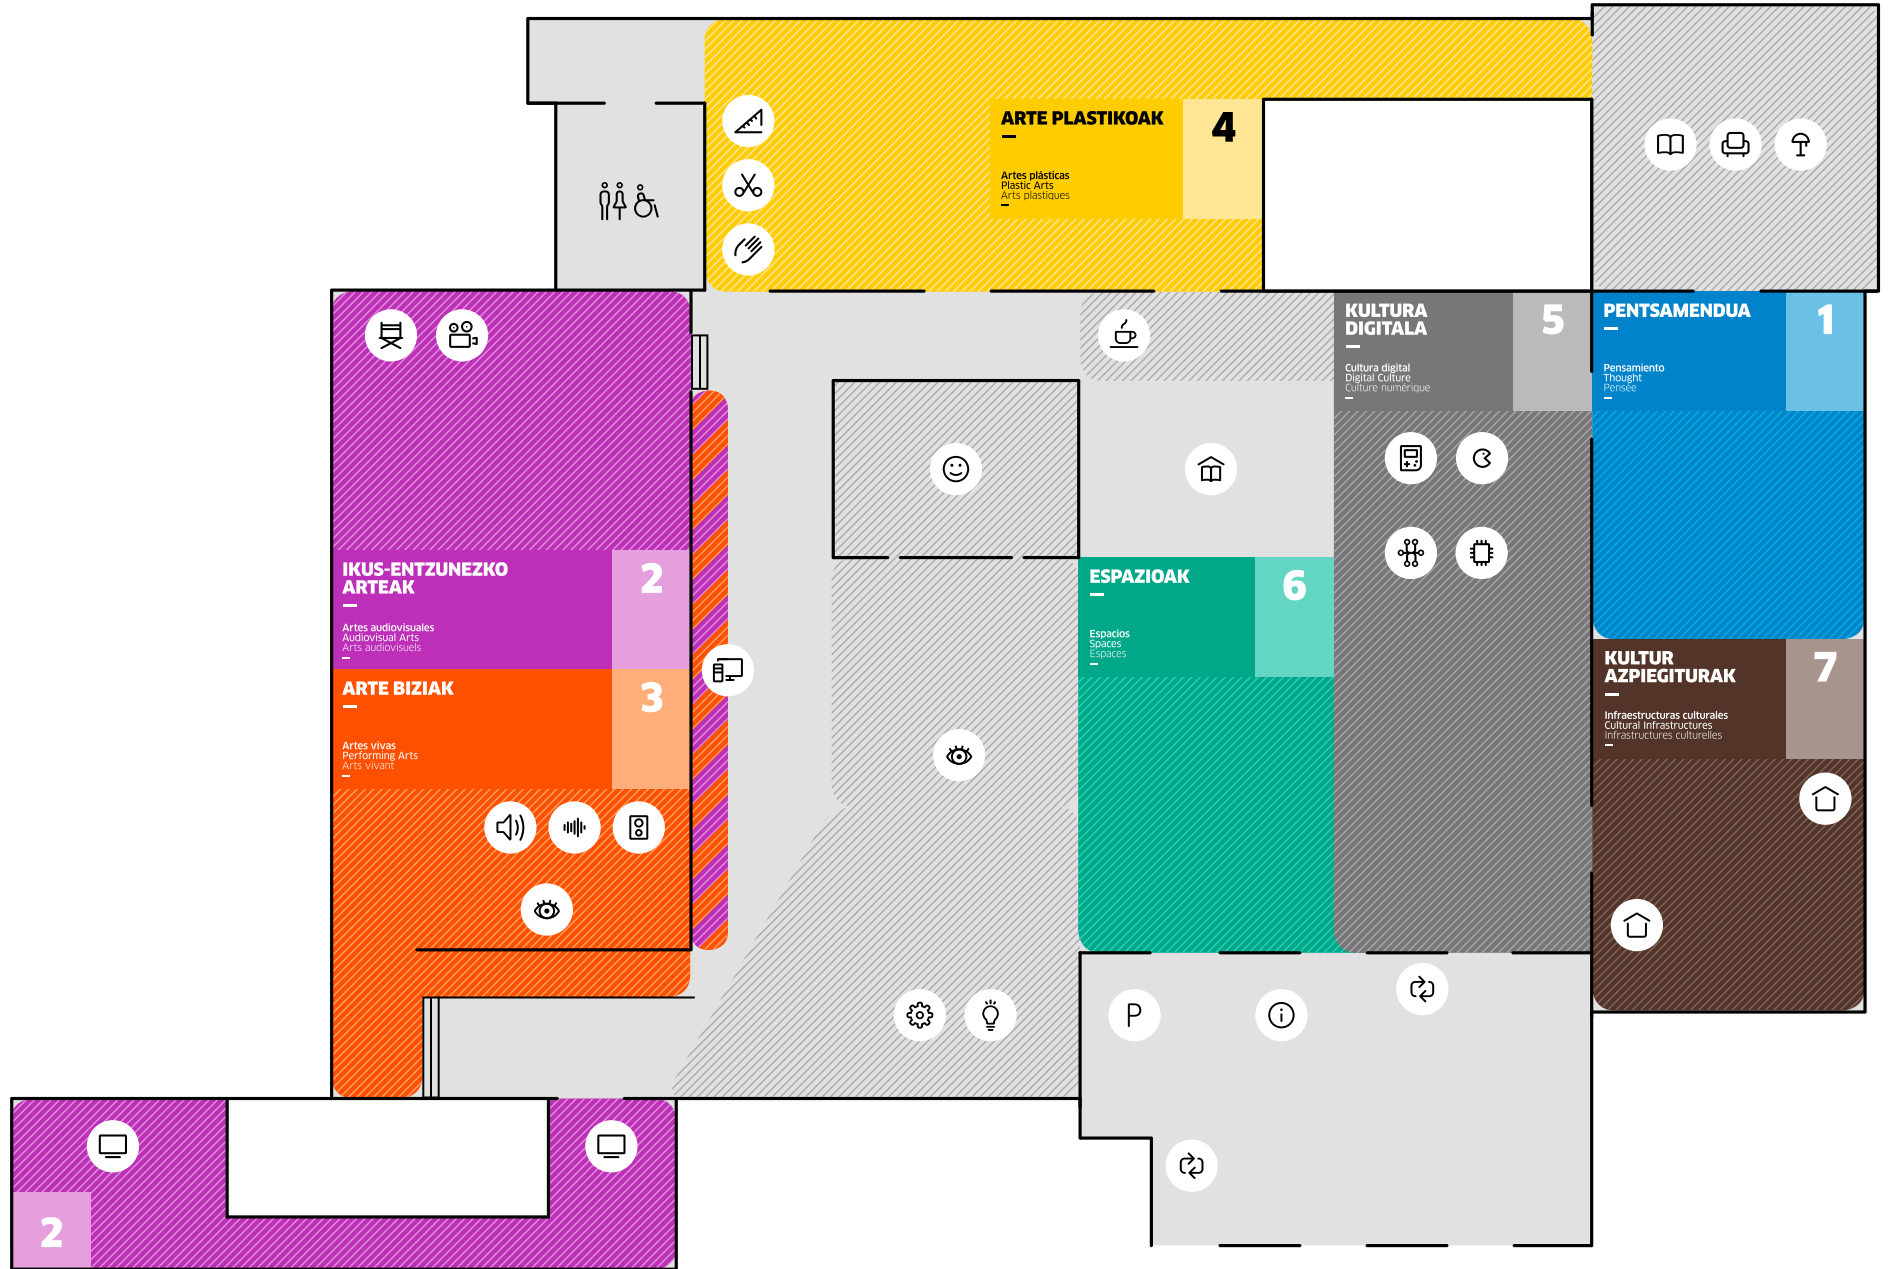 ARTE PLASTIKOAK
4
Artes plásticas
Plastic Arts
Arts plastiques
KULTURA
DIGITALA
5
Cultura digital
Digital Culture
Culture numérique
PENTSAMENDUA
1
Pensamiento
Thought
Pensée
IKUS-ENTZUNEZKO
ARTEAK
2
Artes audiovisuales
Audiovisual Arts
Arts audiovisuels
ESPAZIOAK
6
Espacios
Spaces
Espaces
KULTUR
AZPIEGITURAK
7
Infraestructuras culturales
Cultural Infrastructures
Infrastructures culturelles
ARTE BIZIAK
3
Artes vivas
Performing Arts
Arts vivant
P
i
2